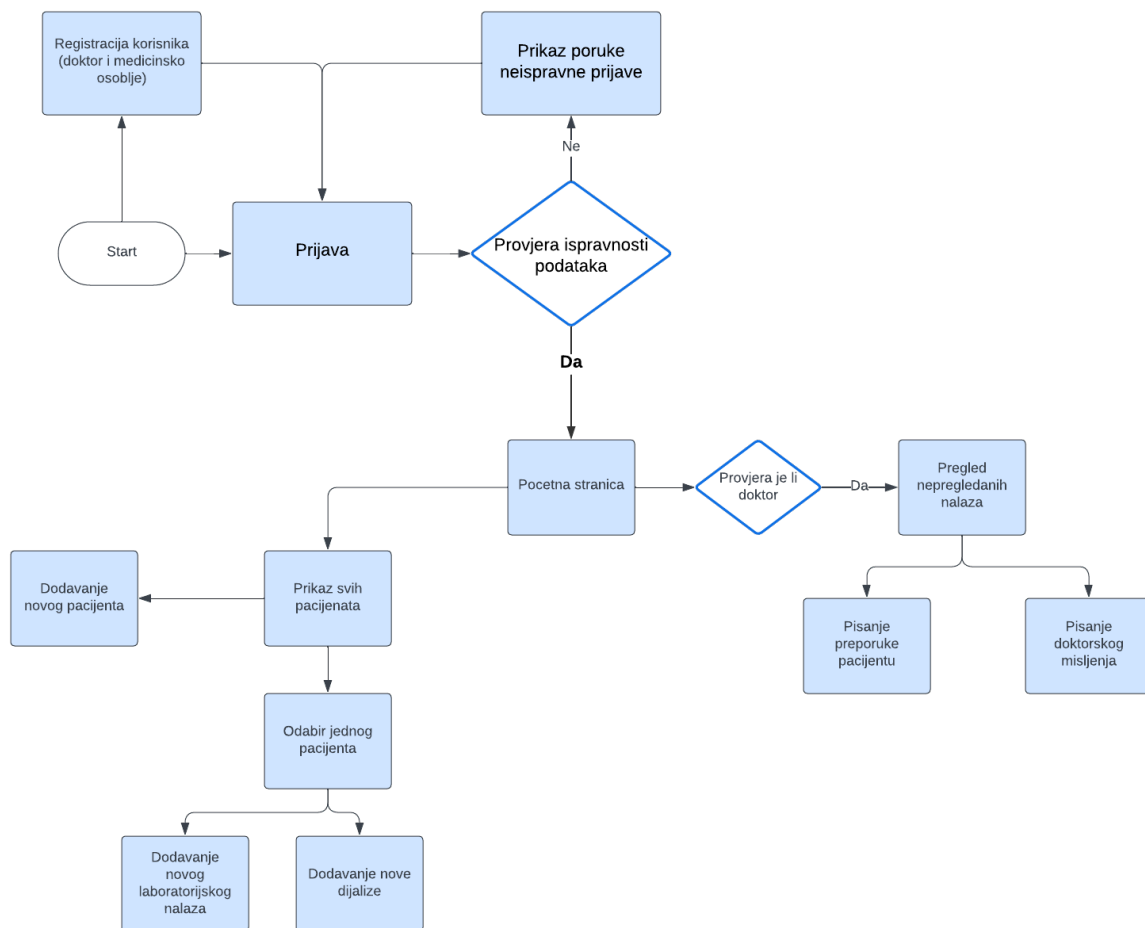 Registracija korisnika
(doktor i medicinsko
osoblje)
Prikaz poruke
neispravne prijave
Ne
Start
Prijava
Provjera ispravnosti
podataka
Da
Pocetna stranica
Provjera je li
doktor
Da
Pregled
nepregledanih
nalaza
Dodavanje
novog pacijenta
Prikaz svih
pacijenata
Pisanje
preporuke
pacijentu
Pisanje
doktorskog
misljenja
Odabir jednog
pacijenta
Dodavanje
novog
laboratorijskog
nalaza
Dodavanje nove
dijalize